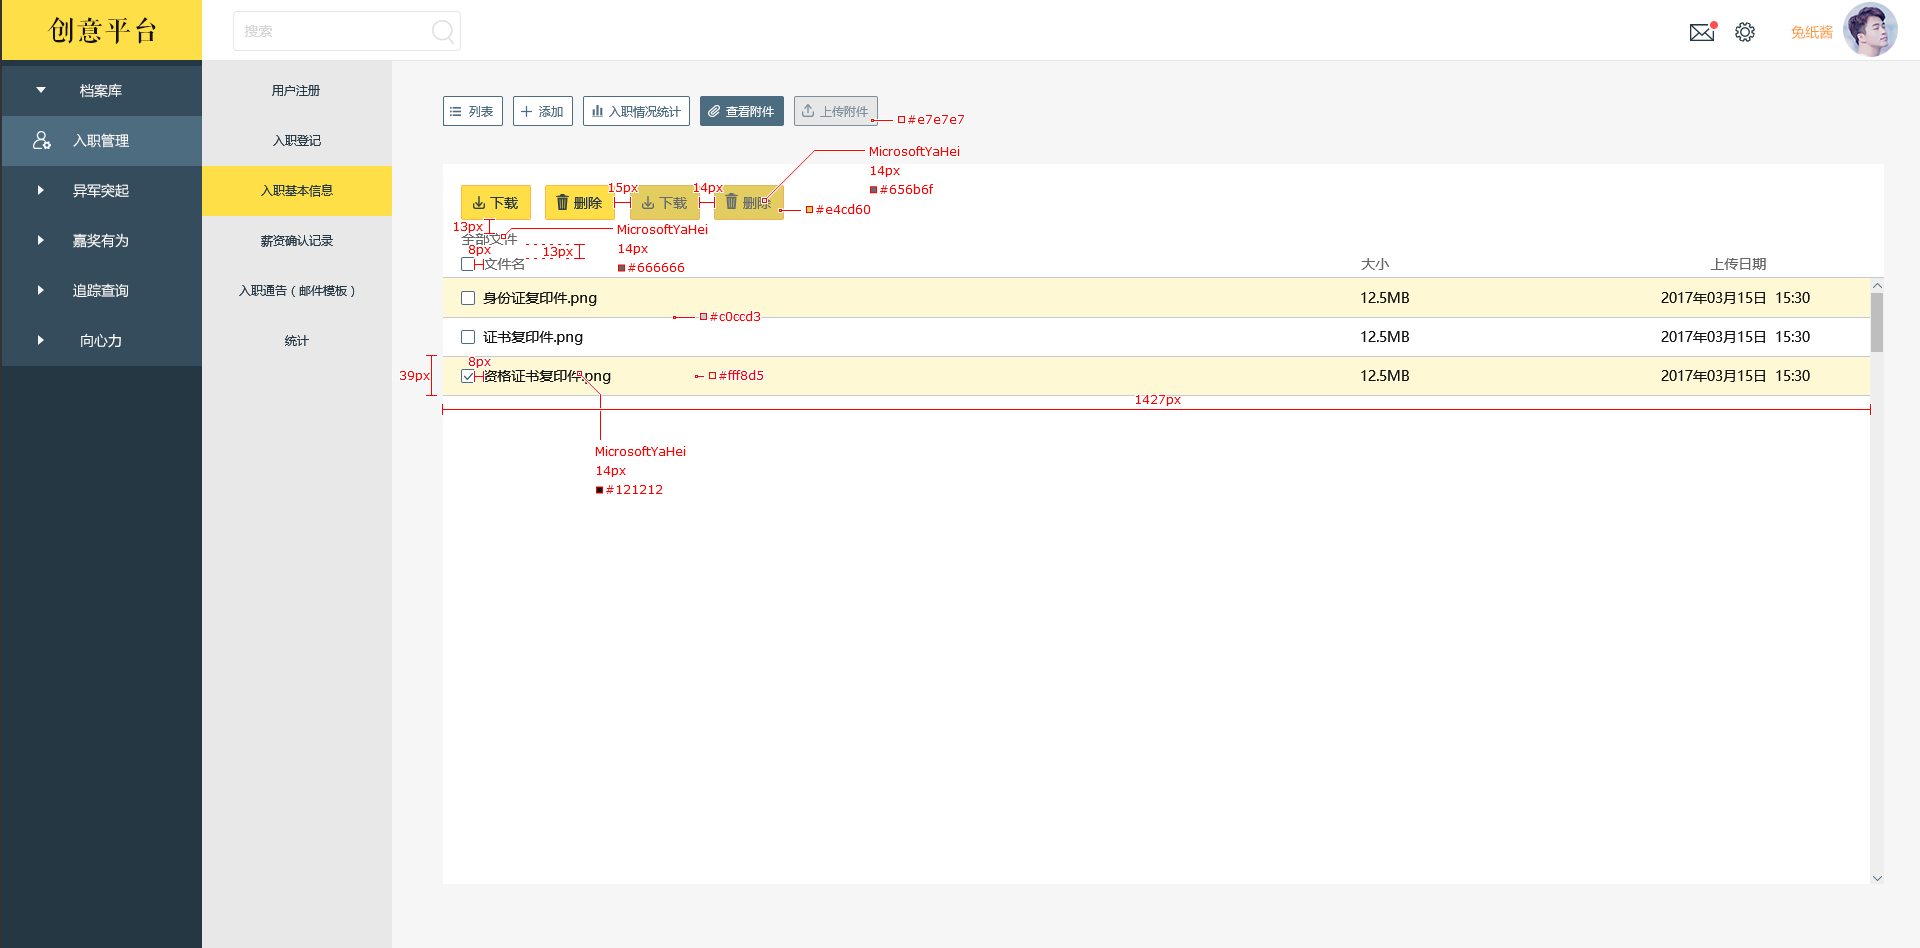 创意平台
搜索
兔纸酱
档案库
入职管理
异军突起
嘉奖有为
追踪查询
向心力
用户注册
入职登记
入职基本信息
薪资确认记录
入职通告（邮件模板）
统计
列表 添加 入职情况统计 查看附件 上传附件
#e7e7e7
MicrosoftYaHei
14px
#656b6f
下载 删除 15px 下载 14px 删除
#e4cd60
13px
全部文件
MicrosoftYaHei
14px
#666666
8px
13px
文件名 大小 上传日期
身份证复印件.png 12.5MB 2017年03月15日 15:30
#c0ccd3
证书复印件.png 12.5MB 2017年03月15日 15:30
8px
39px
资格证书复印件.png #fff8d5 12.5MB 2017年03月15日 15:30
1427px
MicrosoftYaHei
14px
#121212